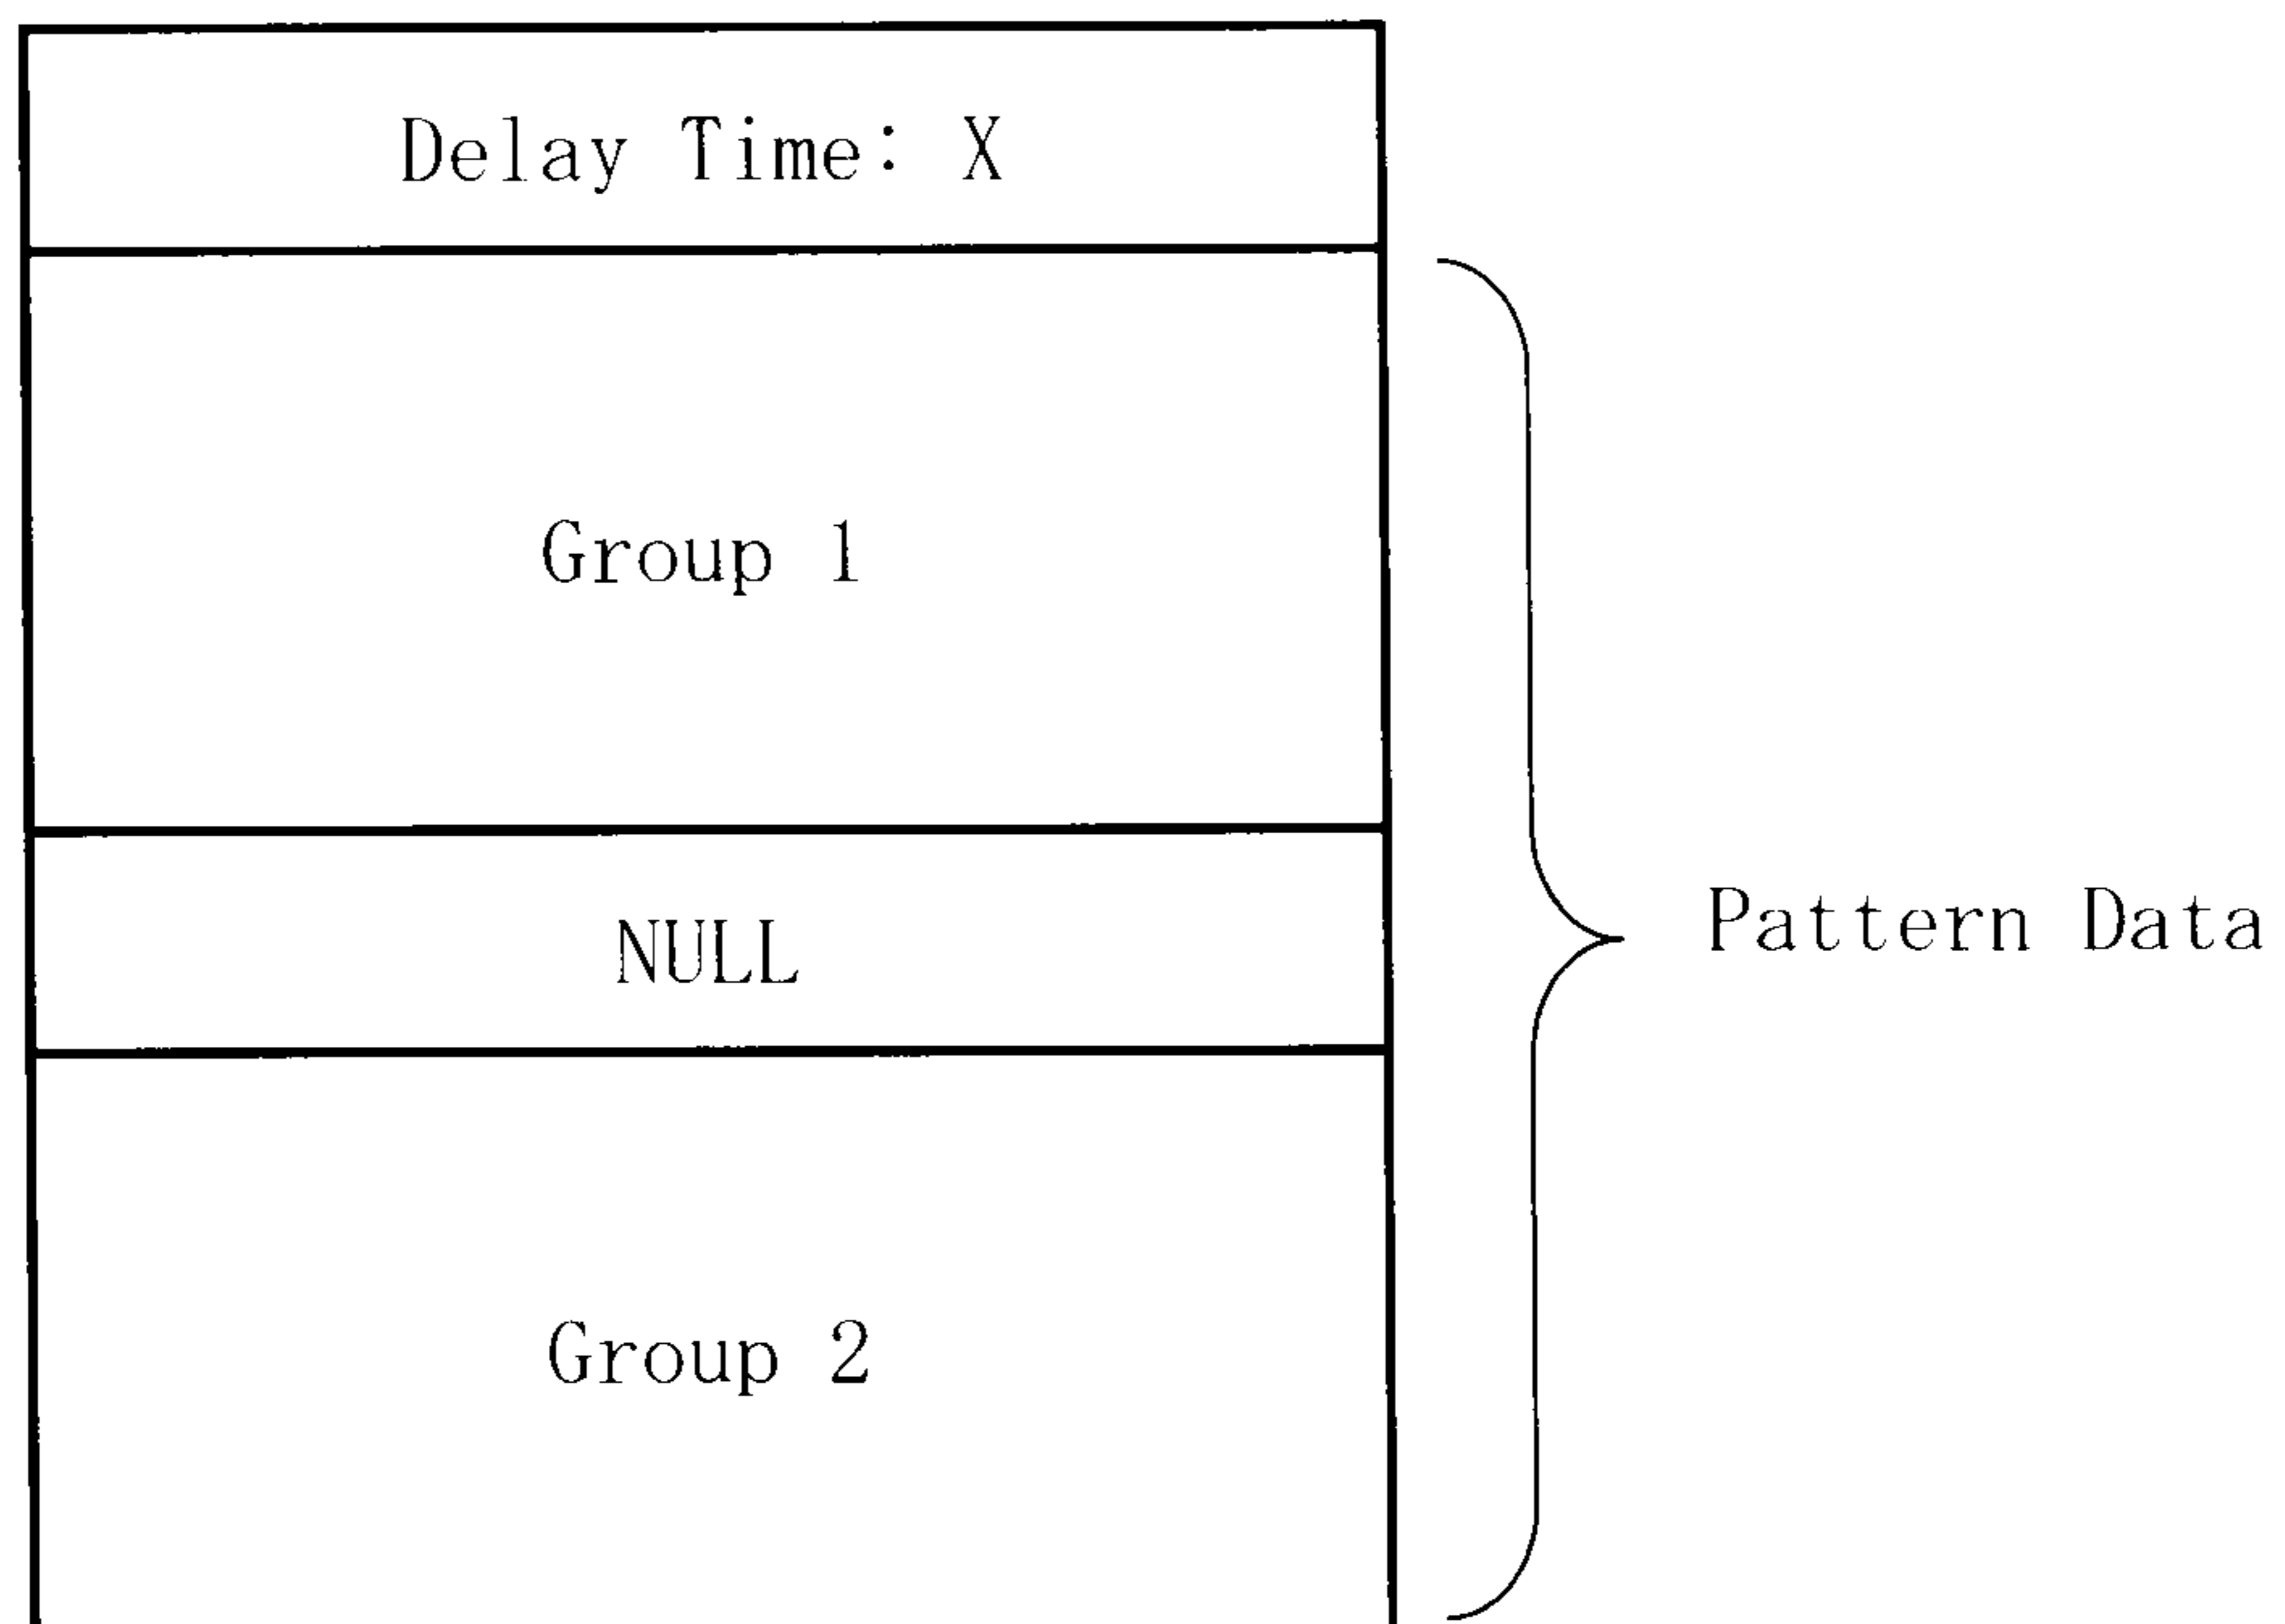 Delay Time: X
Group 1
NULL
Pattern Data
Group 2